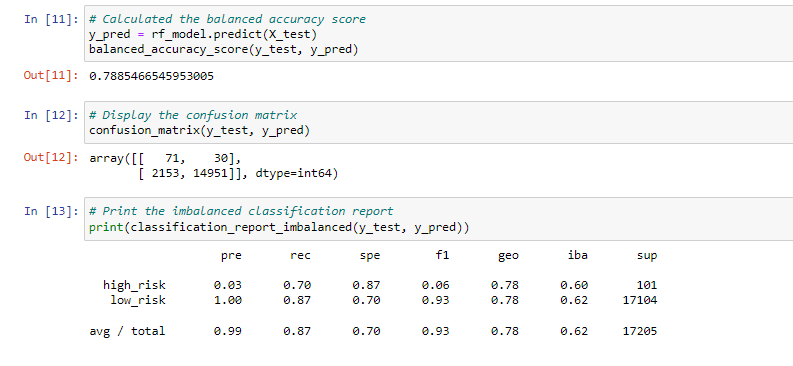 In [11]: # Calculated the balanced accuracy score
y_pred = rf_model.predict(X_test)
balanced_accuracy_score(y_test, y_pred)
Out[11]: 0.7885466545953005
In [12]: # Display the confusion matrix
confusion_matrix(y_test, y_pred)
Out[12]: array([[   71,    30],
       [ 2153, 14951]], dtype=int64)
In [13]: # Print the imbalanced classification report
print(classification_report_imbalanced(y_test, y_pred))
pre rec spe f1 geo iba sup
high_risk 0.03 0.70 0.87 0.06 0.78 0.60 101
low_risk 1.00 0.87 0.70 0.93 0.78 0.62 17104
avg / total 0.99 0.87 0.70 0.93 0.78 0.62 17205